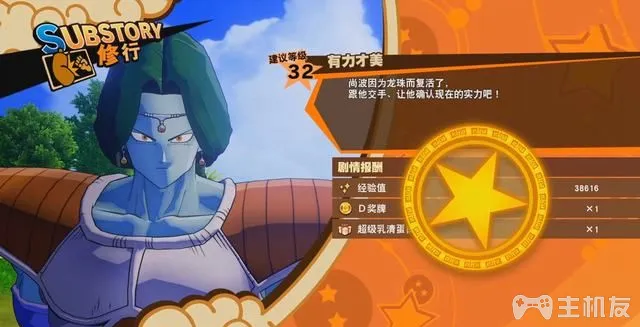 SUBSTORY
修行
建议等级
32
有力才美
尚波因为龙珠而复活了，
跟他交手、让他确认现在的实力吧！
剧情报酬
经验值 38616
D奖牌 ×1
超级乳清蛋 ×1
主机友